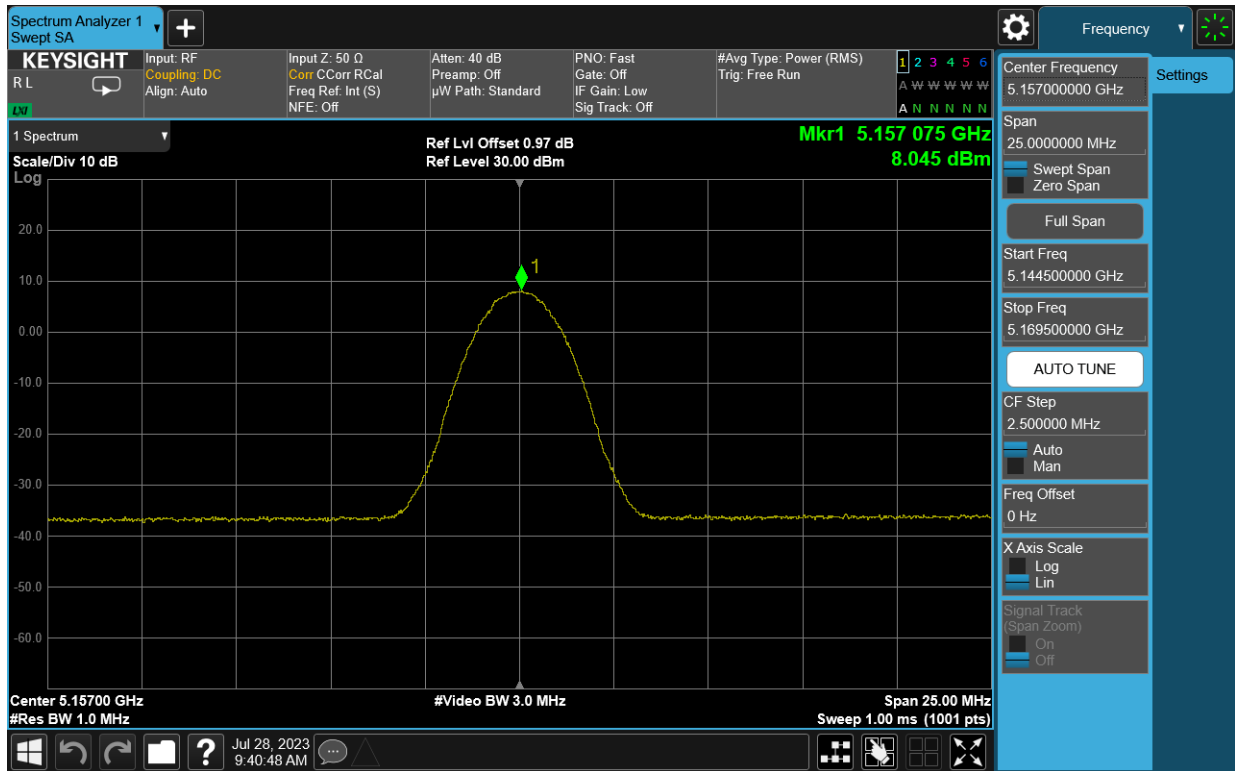 Spectrum Analyzer 1
Swept SA
Frequency
KEYSIGHT
R L
LXI
Input: RF
Coupling: DC
Align: Auto
Input Z: 50 Ω
Corr CCorr RCal
Freq Ref: Int (S)
NFE: Off
Atten: 40 dB
Preamp: Off
µW Path: Standard
PNO: Fast
Gate: Off
IF Gain: Low
Sig Track: Off
#Avg Type: Power (RMS)
Trig: Free Run
1 2 3 4 5 6
A W W W W W
A N N N N N
1 Spectrum
Scale/Div 10 dB
Log
Ref Lvl Offset 0.97 dB
Ref Level 30.00 dBm
Mkr1 5.157 075 GHz
8.045 dBm
20.0
10.0
0.00
-10.0
-20.0
-30.0
-40.0
-50.0
-60.0
1
Center 5.15700 GHz
#Res BW 1.0 MHz
#Video BW 3.0 MHz
Span 25.00 MHz
Sweep 1.00 ms (1001 pts)
Center Frequency
5.157000000 GHz
Settings
Span
25.0000000 MHz
Swept Span
Zero Span
Full Span
Start Freq
5.144500000 GHz
Stop Freq
5.169500000 GHz
AUTO TUNE
CF Step
2.500000 MHz
Auto
Man
Freq Offset
0 Hz
X Axis Scale
Log
Lin
Signal Track
(Span Zoom)
On
Off
?
Jul 28, 2023
9:40:48 AM